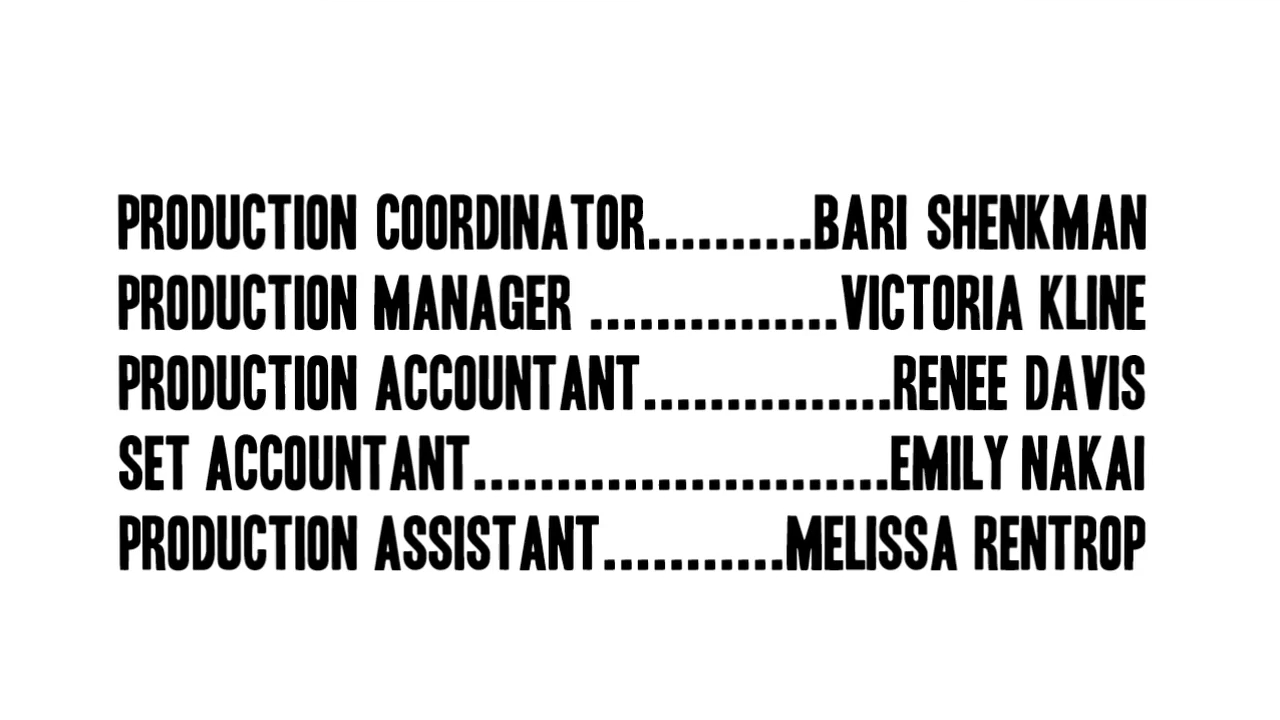 PRODUCTION COORDINATOR..........BARI SHENKMAN
PRODUCTION MANAGER ...............VICTORIA KLINE
PRODUCTION ACCOUNTANT...............RENEE DAVIS
SET ACCOUNTANT.........................EMILY NAKAI
PRODUCTION ASSISTANT...........MELISSA RENTROP